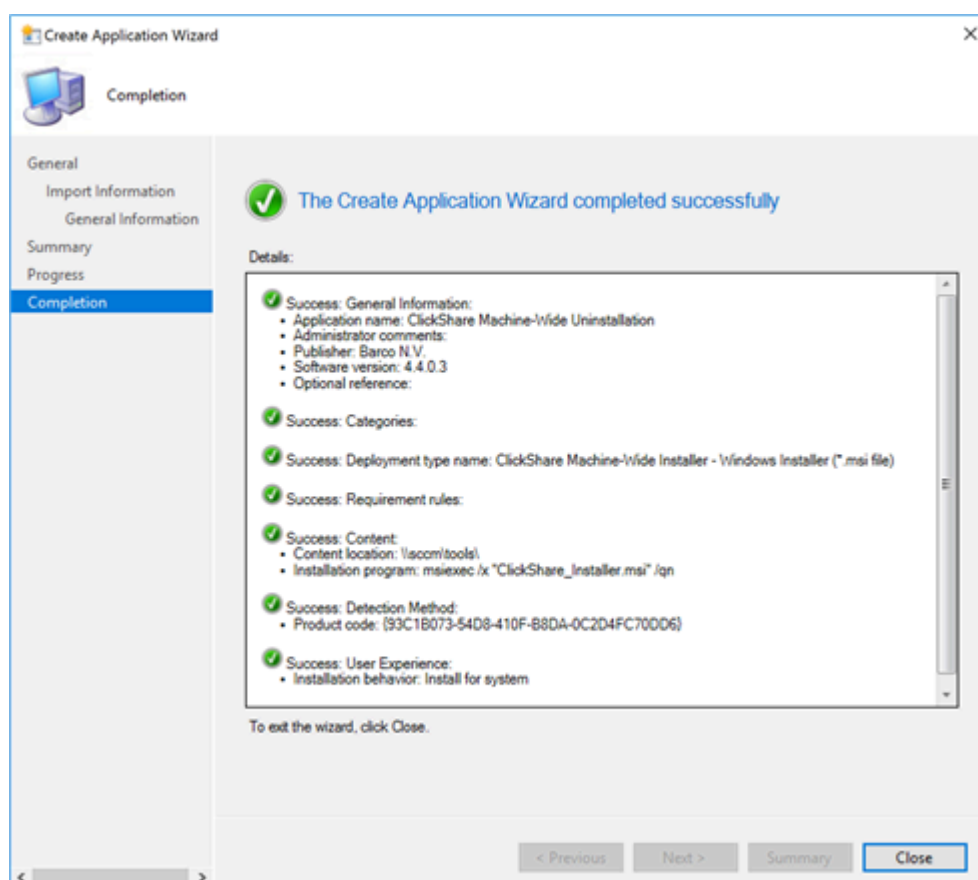 Create Application Wizard
Completion
General
Import Information
General Information
Summary
Progress
Completion
The Create Application Wizard completed successfully
Details:
Success: General Information:
• Application name: ClickShare Machine-Wide Uninstallation
• Administrator comments:
• Publisher: Barco N.V.
• Software version: 4.4.0.3
• Optional reference:
Success: Categories:
Success: Deployment type name: ClickShare Machine-Wide Installer - Windows Installer (*.msi file)
Success: Requirement rules:
Success: Content:
• Content location: \\sccm\tools\
• Installation program: msiexec /x "ClickShare_Installer.msi" /qn
Success: Detection Method:
• Product code: {93C1B073-54D8-410F-B8DA-0C2D4FC70DD6}
Success: User Experience:
• Installation behavior: Install for system
To exit the wizard, click Close.
< Previous
Next >
Summary
Close